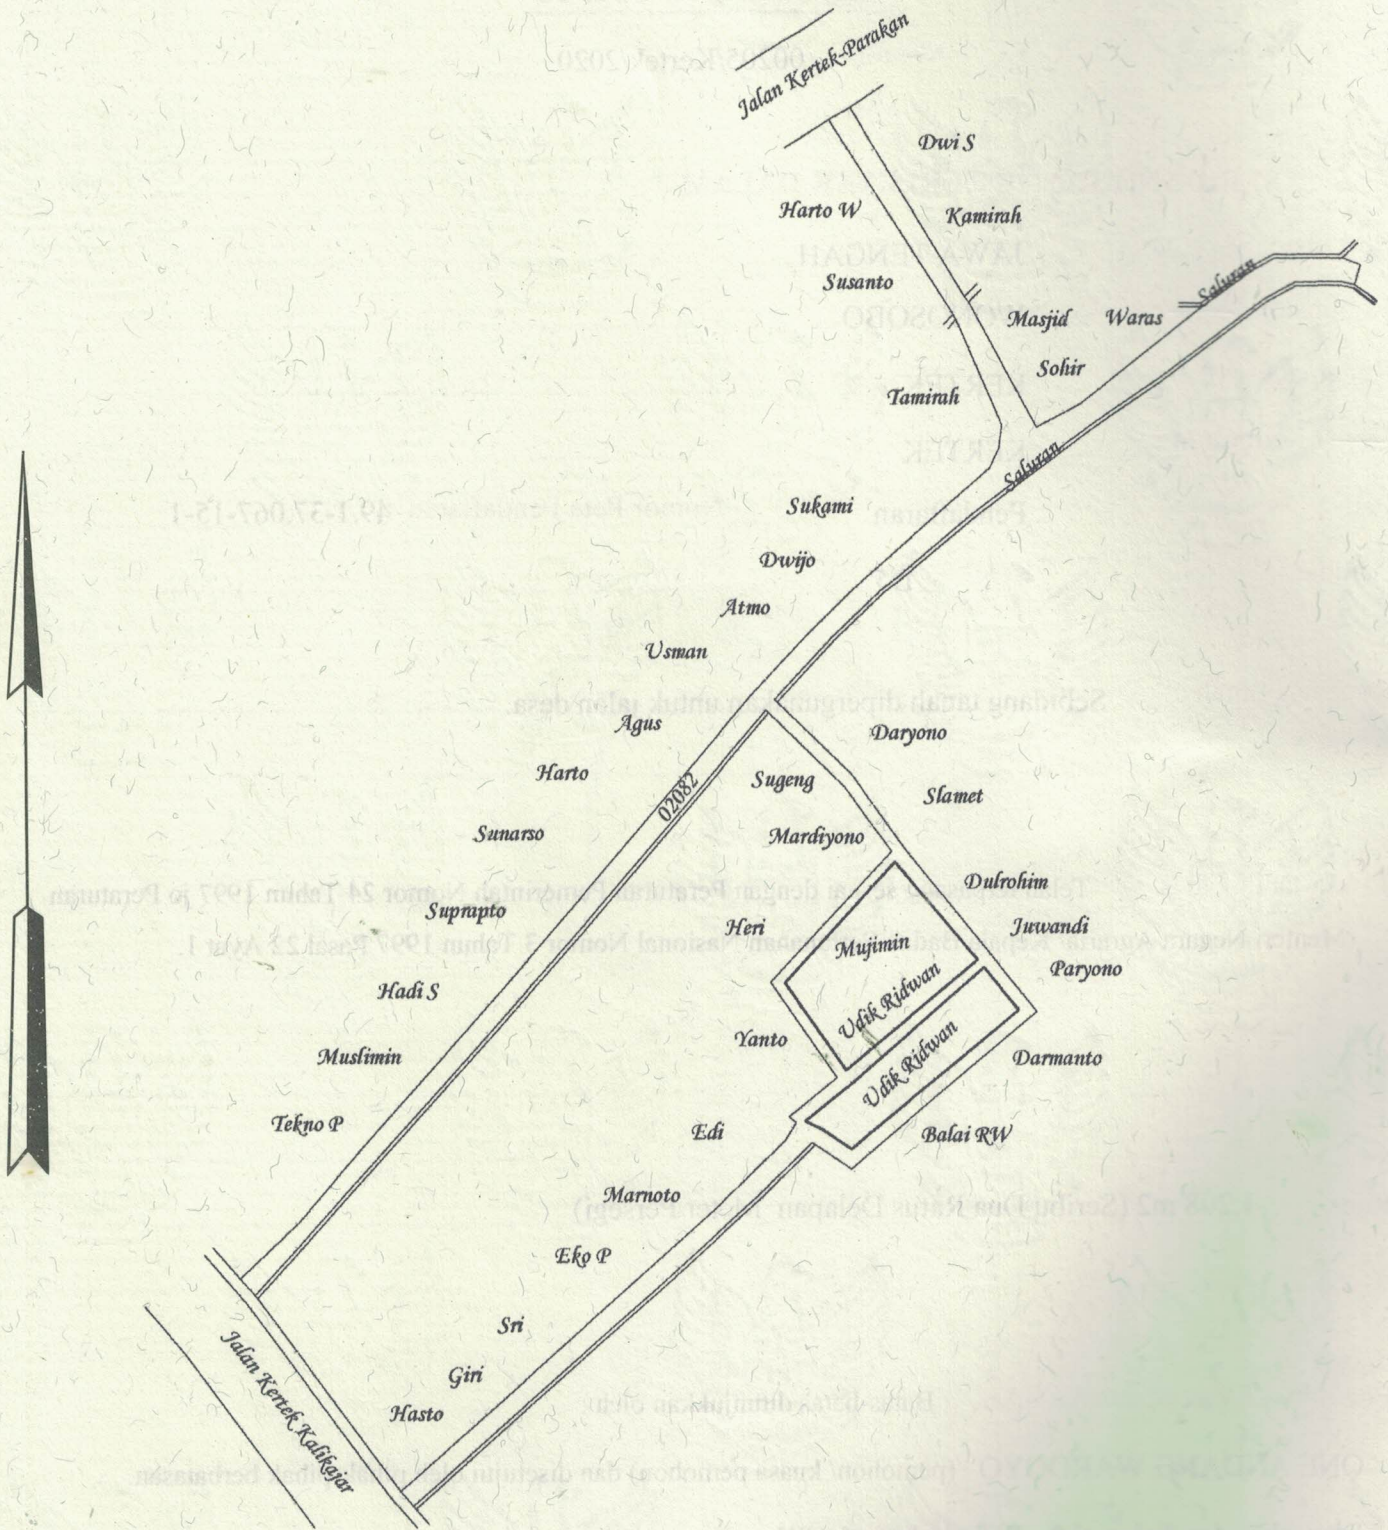 Jalan Kertek-Parakan
Dwi S
Harto W
Kamirah
Susanto
Saluran
Masjid
Waras
Sohir
Tamirah
Saluran
Sukami
Dwijo
Atmo
Usman
Agus
Daryono
Harto
Sugeng
02082
Slamet
Sunarso
Mardiyono
Dulrohim
Suprapto
Heri
Mujimin
Juwandi
Paryono
Hadi S
Udik Ridwan
Yanto
Udik Ridwan
Muslimin
Darmanto
Tekno P
Edi
Balai RW
Marnoto
Eko P
Sri
Giri
Hasto
Jalan Kertek Kalikajar